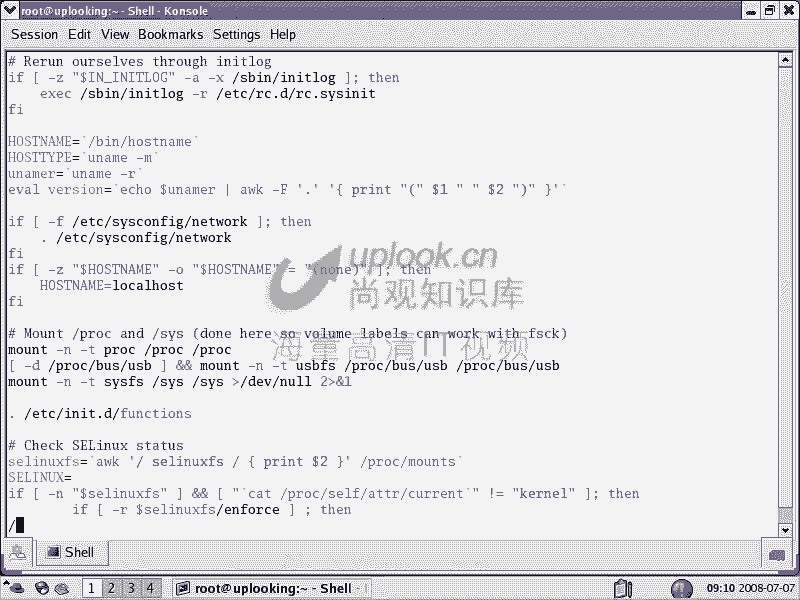 root@uplooking:~ - Shell - Konsole
Session Edit View Bookmarks Settings Help
# Rerun ourselves through initlog
if [ -z "$IN_INITLOG" -a -x /sbin/initlog ]; then
    exec /sbin/initlog -r /etc/rc.d/rc.sysinit
fi
HOSTNAME=`/bin/hostname`
HOSTTYPE=`uname -m`
unamer=`uname -r`
eval version=`echo $unamer | awk -F '.' '{ print "(" $1 " " $2 ")" }'`
if [ -f /etc/sysconfig/network ]; then
    . /etc/sysconfig/network
fi
if [ -z "$HOSTNAME" -o "$HOSTNAME" = "(none)" ]; then
    HOSTNAME=localhost
fi
uplook.cn
尚观知识库
海量高清IT视频
# Mount /proc and /sys (done here so volume labels can work with fsck)
mount -n -t proc /proc /proc
[ -d /proc/bus/usb ] && mount -n -t usbfs /proc/bus/usb /proc/bus/usb
mount -n -t sysfs /sys /sys >/dev/null 2>&1
. /etc/init.d/functions
# Check SELinux status
selinuxfs=`awk '/ selinuxfs / { print $2 }' /proc/mounts`
SELINUX=
if [ -n "$selinuxfs" ] && [ "`cat /proc/self/attr/current`" != "kernel" ]; then
        if [ -r $selinuxfs/enforce ] ; then
/
Shell
1 2 3 4 root@uplooking:~ - Shell - 09:10 2008-07-07